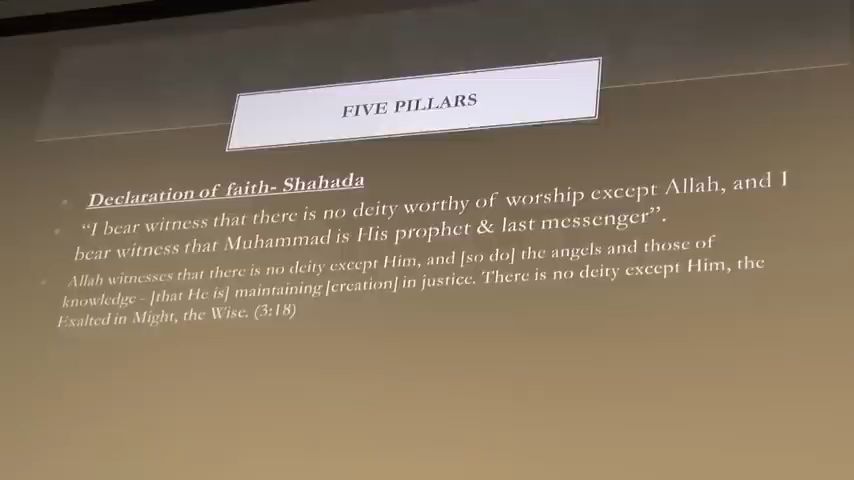 FIVE PILLARS
Declaration of faith- Shahada
“I bear witness that there is no deity worthy of worship except Allah, and I
bear witness that Muhammad is His prophet & last messenger”.
Allah witnesses that there is no deity except Him, and [so do] the angels and those of
knowledge - [that He is] maintaining [creation] in justice. There is no deity except Him, the
Exalted in Might, the Wise. (3:18)